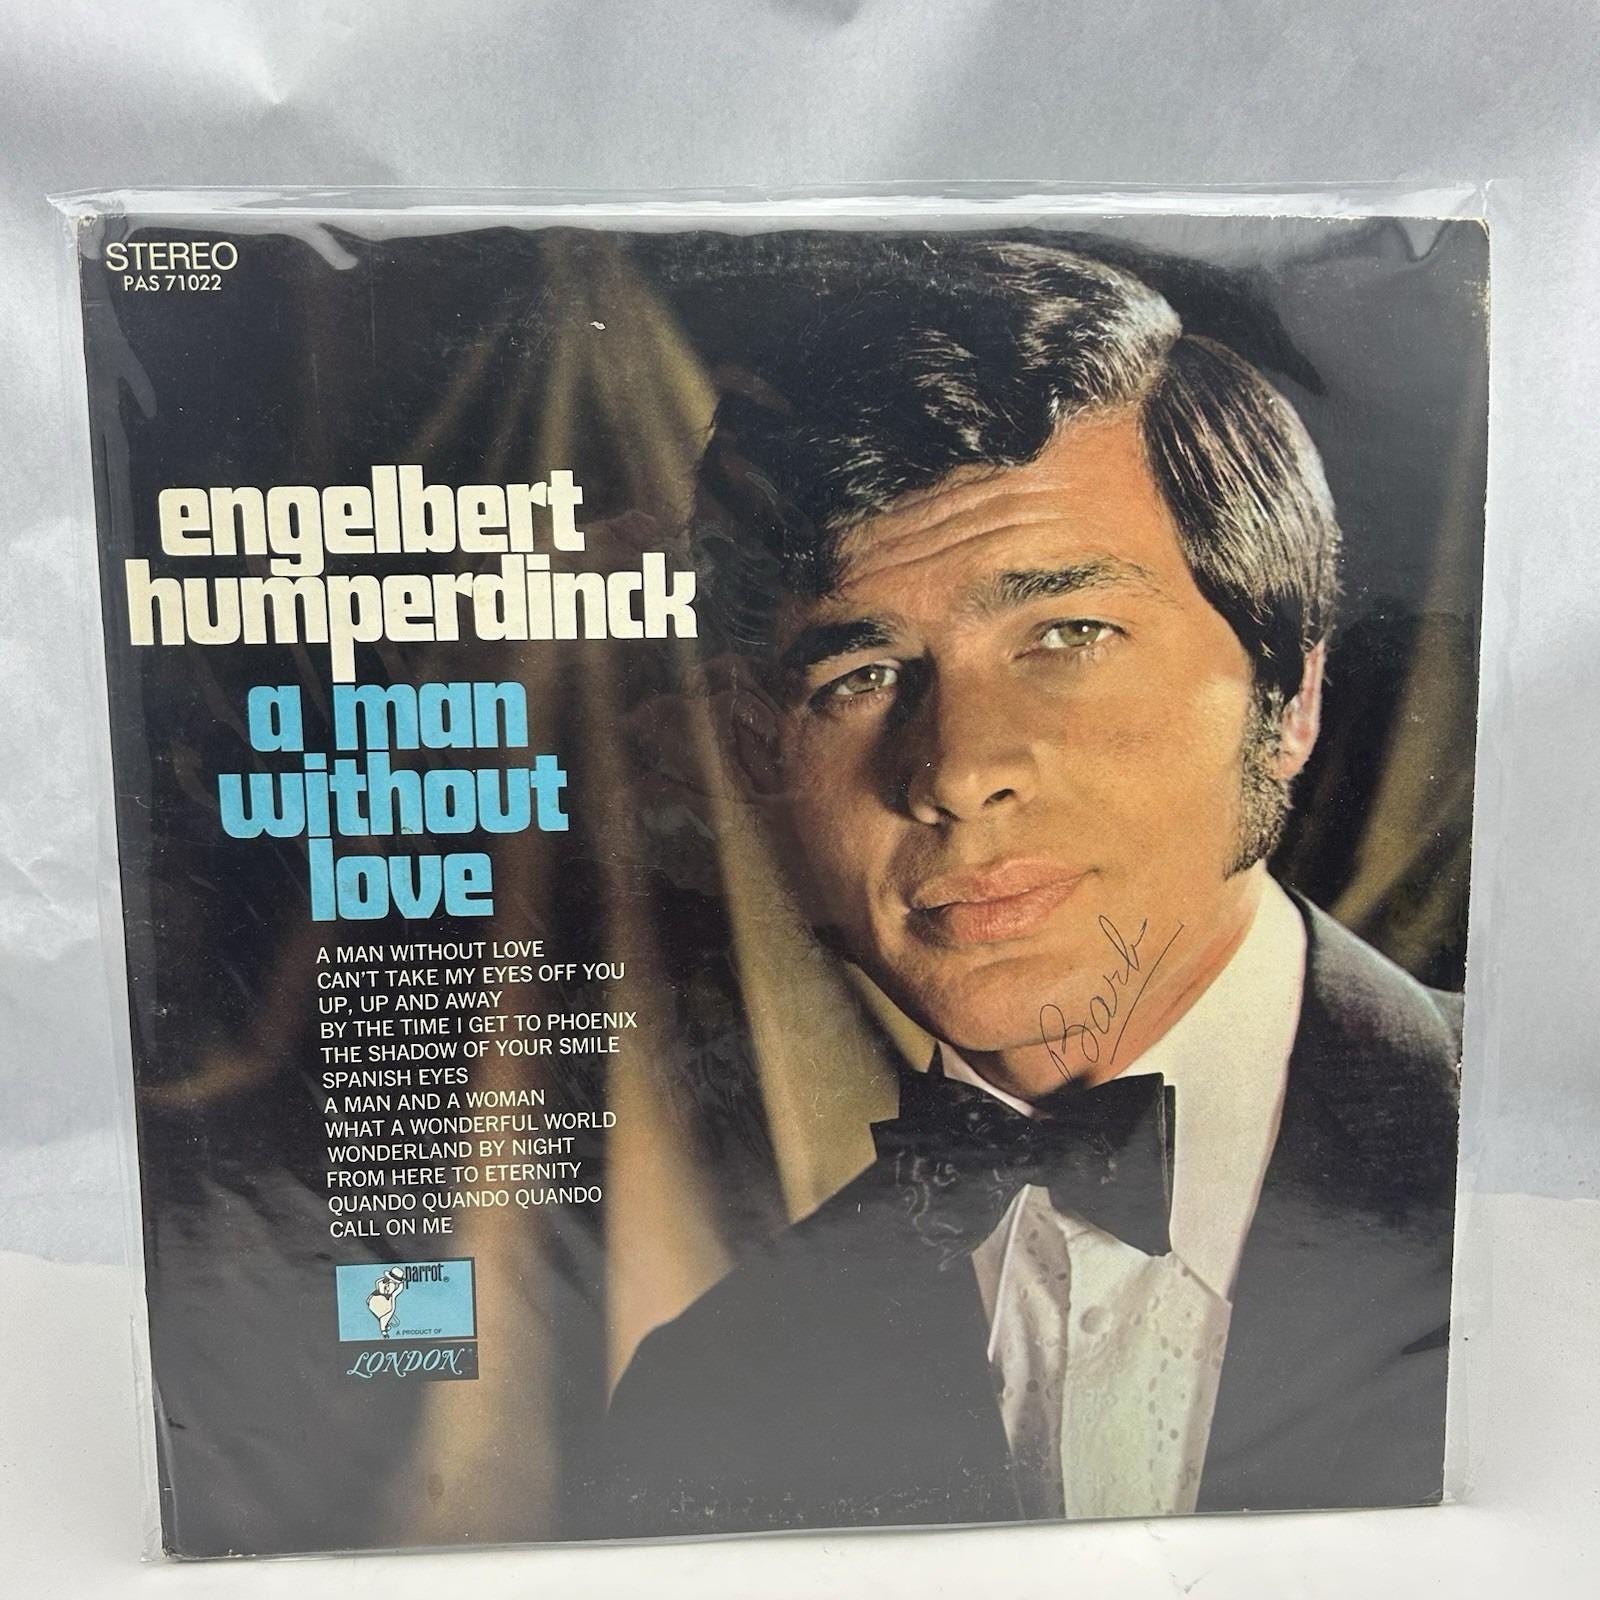 STEREO
PAS 71022
engelbert
humperdinck
a man
without
love
A MAN WITHOUT LOVE
CAN'T TAKE MY EYES OFF YOU
UP, UP AND AWAY
BY THE TIME I GET TO PHOENIX
THE SHADOW OF YOUR SMILE
SPANISH EYES
A MAN AND A WOMAN
WHAT A WONDERFUL WORLD
WONDERLAND BY NIGHT
FROM HERE TO ETERNITY
QUANDO QUANDO QUANDO
CALL ON ME
Barb
parrot®
A PRODUCT OF
LONDON®